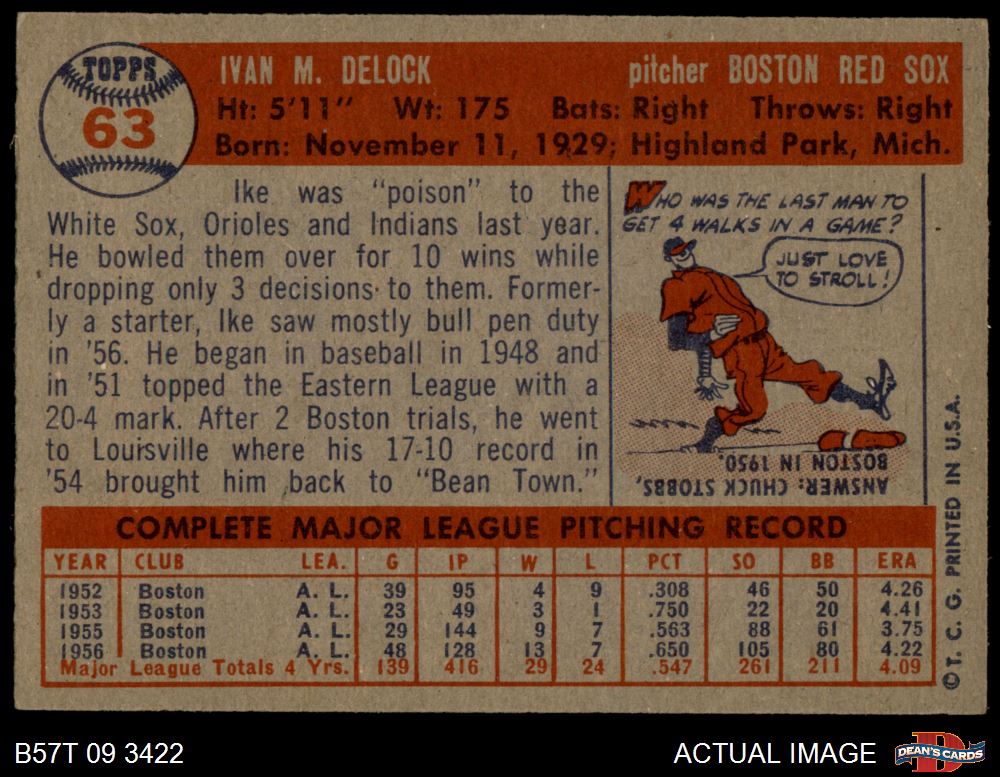 TOPPS
63
IVAN M. DELOCK pitcher BOSTON RED SOX
Ht: 5'11" Wt: 175 Bats: Right Throws: Right
Born: November 11, 1929; Highland Park, Mich.
Ike was "poison" to the
White Sox, Orioles and Indians last year.
He bowled them over for 10 wins while
dropping only 3 decisions to them. Former-
ly a starter, Ike saw mostly bull pen duty
in '56. He began in baseball in 1948 and
in '51 topped the Eastern League with a
20-4 mark. After 2 Boston trials, he went
to Louisville where his 17-10 record in
'54 brought him back to "Bean Town."
WHO WAS THE LAST MAN TO
GET 4 WALKS IN A GAME?
JUST LOVE
TO STROLL!
ANSWER: CHUCK STOBBS,
BOSTON IN 1950.
COMPLETE MAJOR LEAGUE PITCHING RECORD
YEAR CLUB LEA. G IP W L PCT SO BB ERA
1952 Boston A. L. 39 95 4 9 .308 46 50 4.26
1953 Boston A. L. 23 49 3 1 .750 22 20 4.41
1955 Boston A. L. 29 144 9 7 .563 88 61 3.75
1956 Boston A. L. 48 128 13 7 .650 105 80 4.22
Major League Totals 4 Yrs. 139 416 29 24 .547 261 211 4.09
© T. C. G. PRINTED IN U.S.A.
B57T 09 3422 ACTUAL IMAGE
D
DEAN'S CARDS